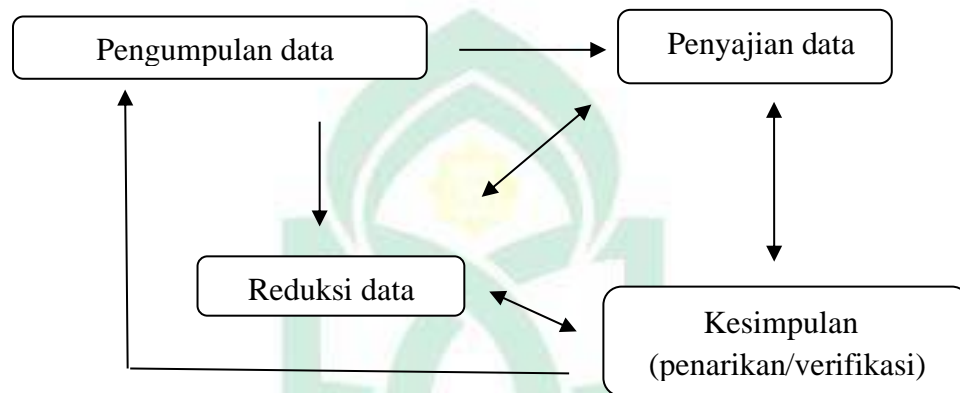 Pengumpulan data
Penyajian data
Reduksi data
Kesimpulan
(penarikan/verifikasi)